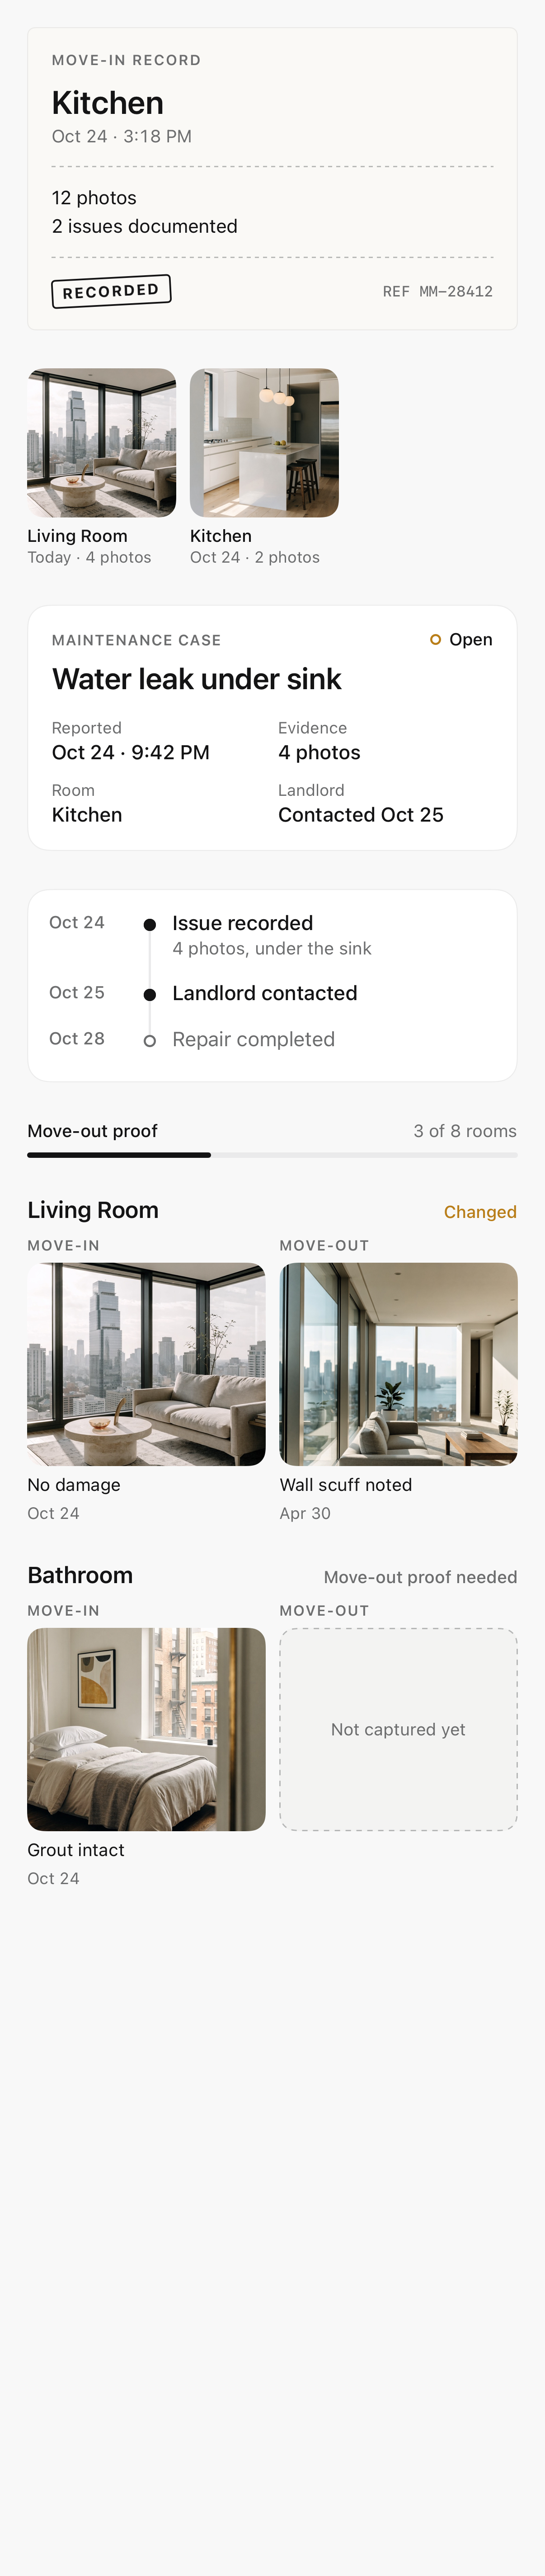 MOVE-IN RECORD
Kitchen
Oct 24 · 3:18 PM
12 photos
2 issues documented
RECORDED
REF MM–28412
Living Room
Today · 4 photos
Kitchen
Oct 24 · 2 photos
MAINTENANCE CASE
Open
Water leak under sink
Reported
Oct 24 · 9:42 PM
Evidence
4 photos
Room
Kitchen
Landlord
Contacted Oct 25
Oct 24
Issue recorded
4 photos, under the sink
Oct 25
Landlord contacted
Oct 28
Repair completed
Move-out proof
3 of 8 rooms
Living Room
Changed
MOVE-IN
MOVE-OUT
No damage
Oct 24
Wall scuff noted
Apr 30
Bathroom
Move-out proof needed
MOVE-IN
MOVE-OUT
Not captured yet
Grout intact
Oct 24